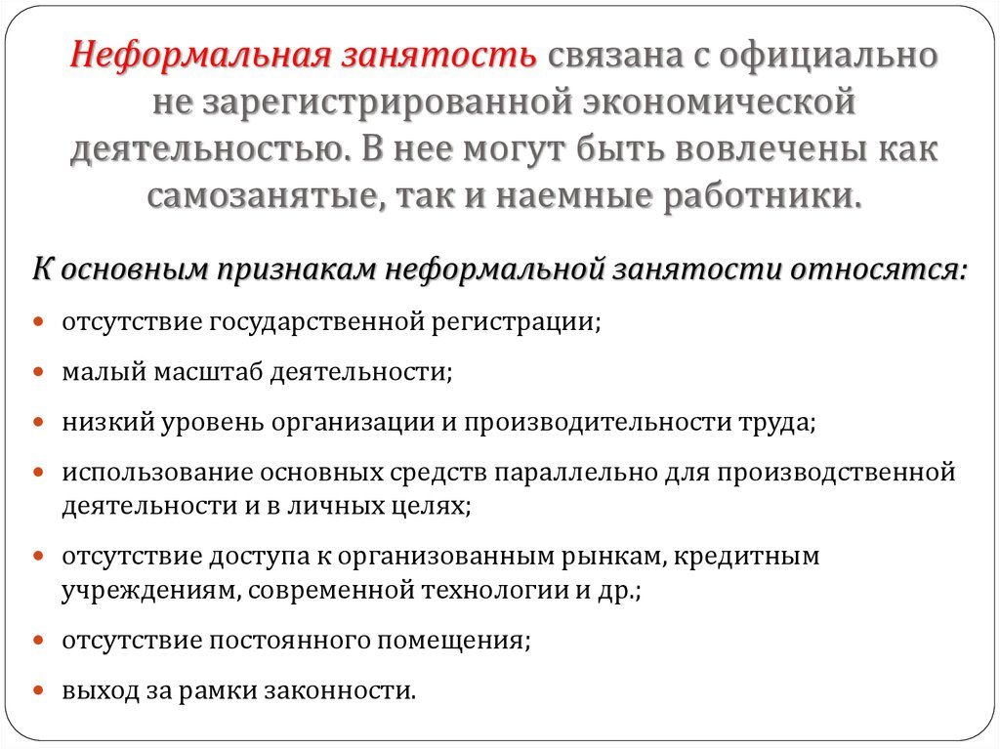 Неформальная занятость связана с официально
не зарегистрированной экономической
деятельностью. В нее могут быть вовлечены как
самозанятые, так и наемные работники.
К основным признакам неформальной занятости относятся:
• отсутствие государственной регистрации;
• малый масштаб деятельности;
• низкий уровень организации и производительности труда;
• использование основных средств параллельно для производственной
деятельности и в личных целях;
• отсутствие доступа к организованным рынкам, кредитным
учреждениям, современной технологии и др.;
• отсутствие постоянного помещения;
• выход за рамки законности.